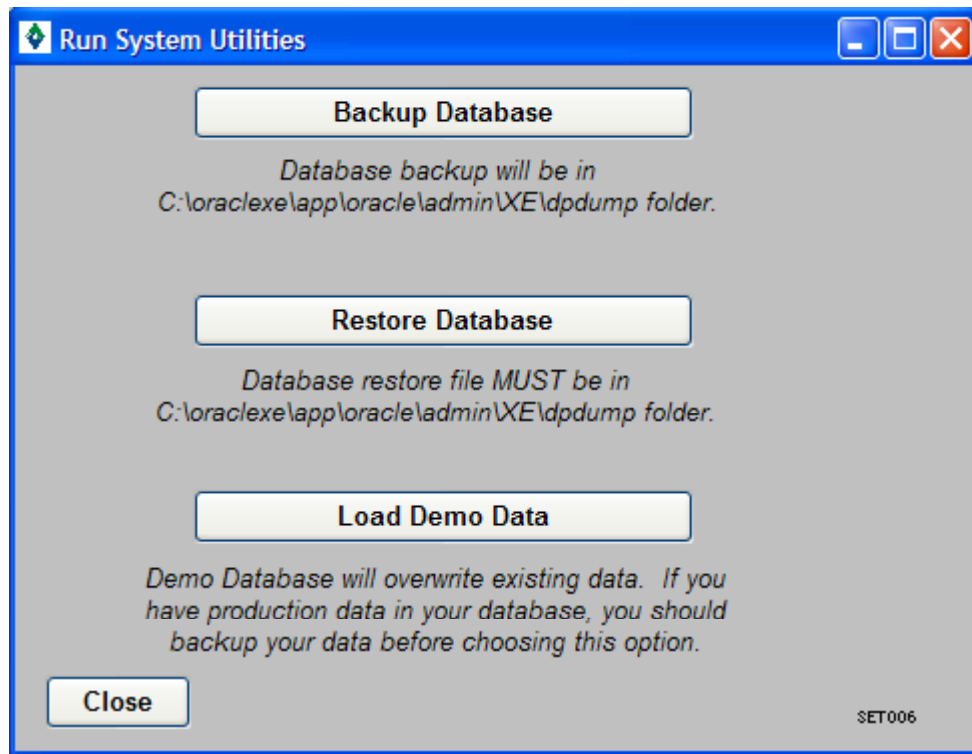 Run System Utilities
Backup Database
Database backup will be in
C:\oraclexe\app\oracle\admin\XE\dpdump folder.
Restore Database
Database restore file MUST be in
C:\oraclexe\app\oracle\admin\XE\dpdump folder.
Load Demo Data
Demo Database will overwrite existing data.  If you
have production data in your database, you should
backup your data before choosing this option.
Close
SET006